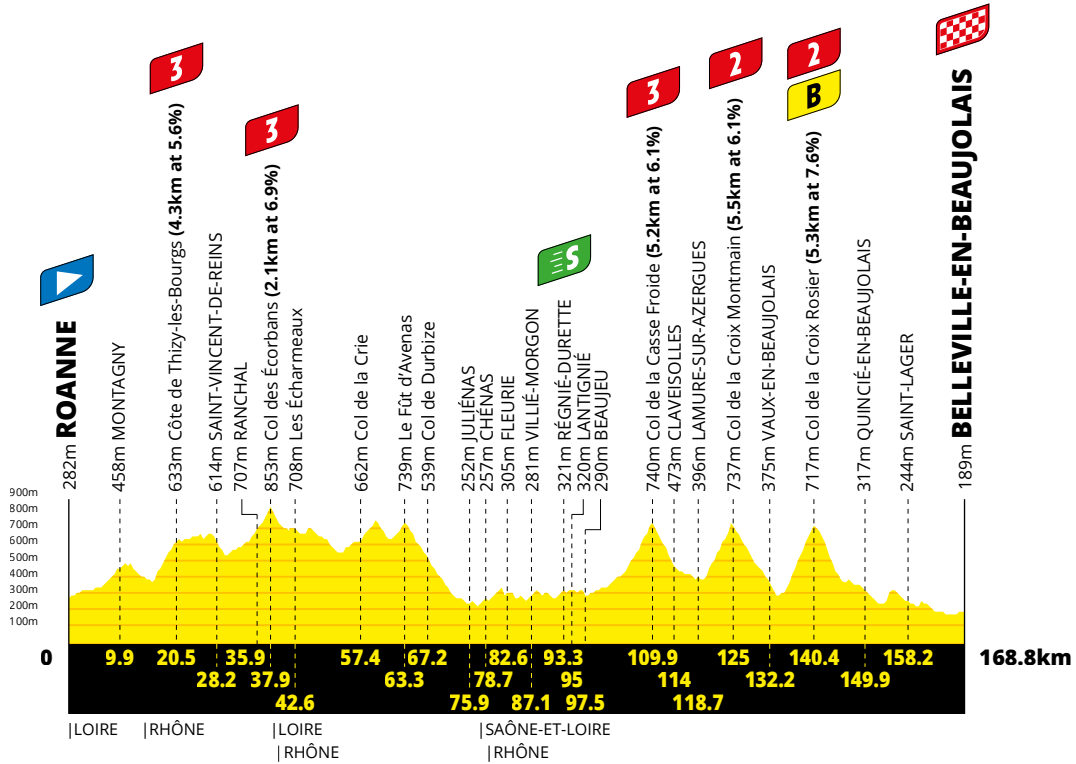 3
3
3
2
2
B
S
282m ROANNE
458m MONTAGNY
633m Côte de Thizy-les-Bourgs (4.3km at 5.6%)
614m SAINT-VINCENT-DE-REINS
707m RANCHAL
853m Col des Écorbans (2.1km at 6.9%)
708m Les Écharmeaux
662m Col de la Crie
739m Le Fût d'Avenas
539m Col de Durbize
252m JULIÉNAS
257m CHÉNAS
305m FLEURIE
281m VILLIÉ-MORGON
321m RÉGNIÉ-DURETTE
320m LANTIGNIÉ
290m BEAUJEU
740m Col de la Casse Froide (5.2km at 6.1%)
473m CLAVEISOLLES
396m LAMURE-SUR-AZERGUES
737m Col de la Croix Montmain (5.5km at 6.1%)
375m VAUX-EN-BEAUJOLAIS
717m Col de la Croix Rosier (5.3km at 7.6%)
317m QUINCIÉ-EN-BEAUJOLAIS
244m SAINT-LAGER
189m BELLEVILLE-EN-BEAUJOLAIS
900m
800m
700m
600m
500m
400m
300m
200m
100m
0 9.9 20.5 35.9 57.4 67.2 82.6 93.3 109.9 125 140.4 158.2 168.8km
28.2 37.9 63.3 78.7 95 114 132.2 149.9
42.6 75.9 87.1 97.5 118.7
|LOIRE |RHÔNE |LOIRE |SAÔNE-ET-LOIRE
|RHÔNE |RHÔNE